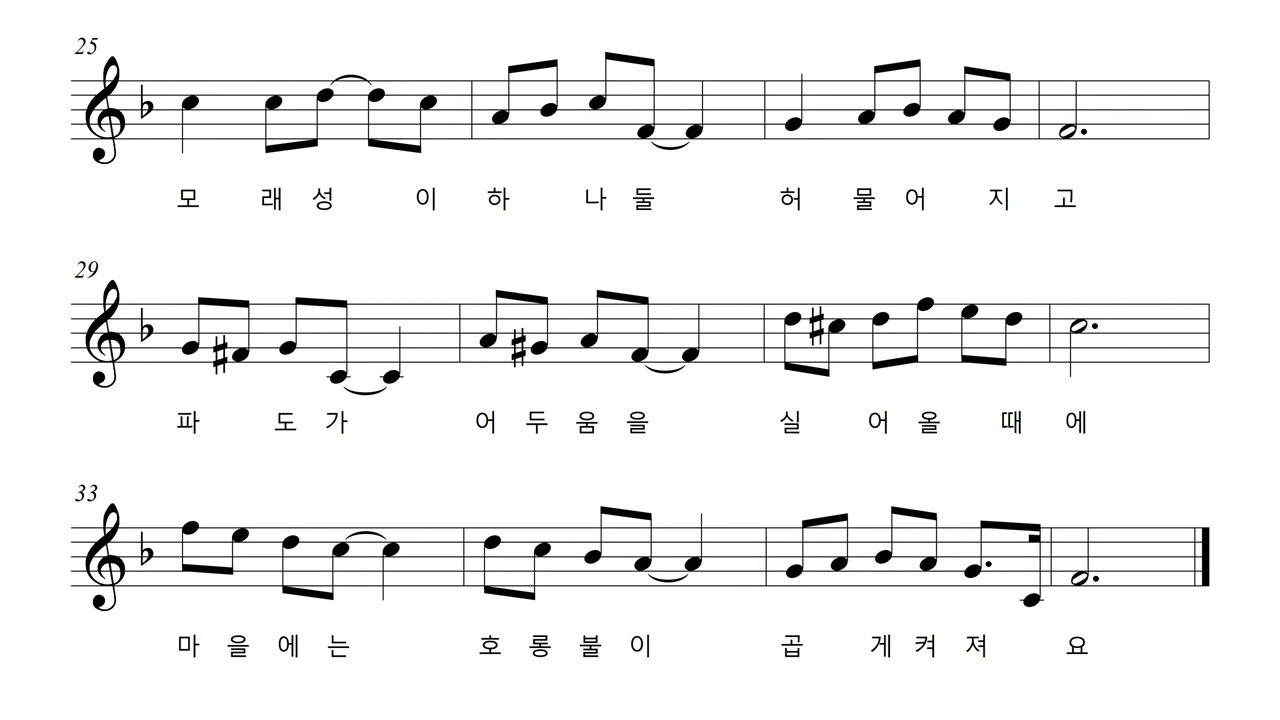 25
모 래 성 이 하 나 둘 허 물 어 지 고
29
파 도 가 어 두 움 을 실 어 올 때 에
33
마 을 에 는 호 롱 불 이 곱 게 켜 져 요